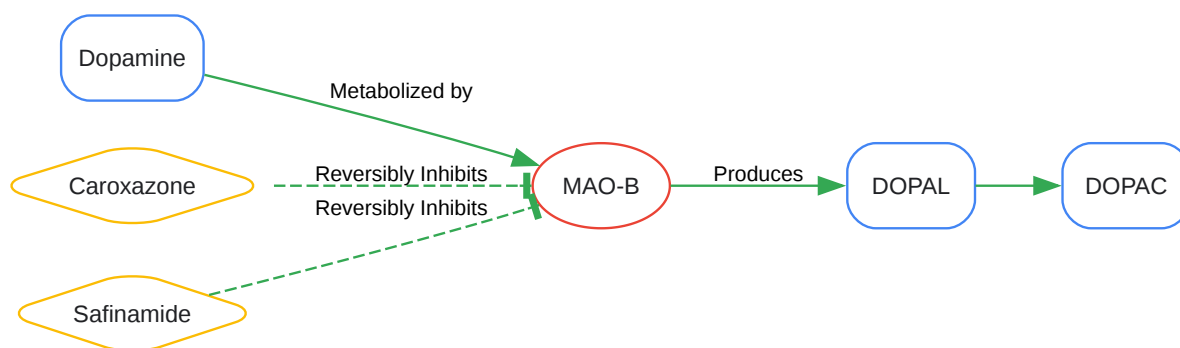 Dopamine
Metabolized by
Caroxazone
Reversibly Inhibits
MAO-B
Produces
DOPAL
DOPAC
Reversibly Inhibits
Safinamide